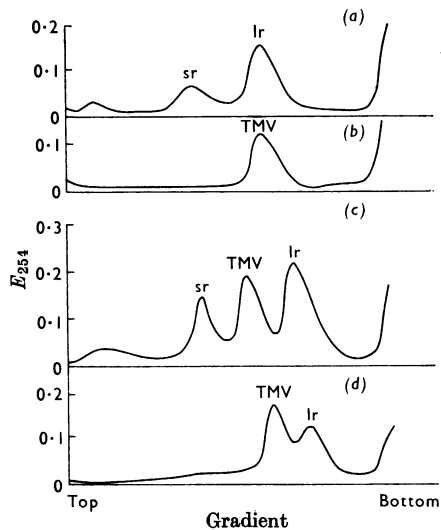 0·2
(a)
lr
0·1
sr
0
TMV
(b)
0·1
0
0·3
(c)
lr
0·2
TMV
sr
0·1
0
E254
0·2
(d)
TMV
lr
0·1
0
Top
Bottom
Gradient